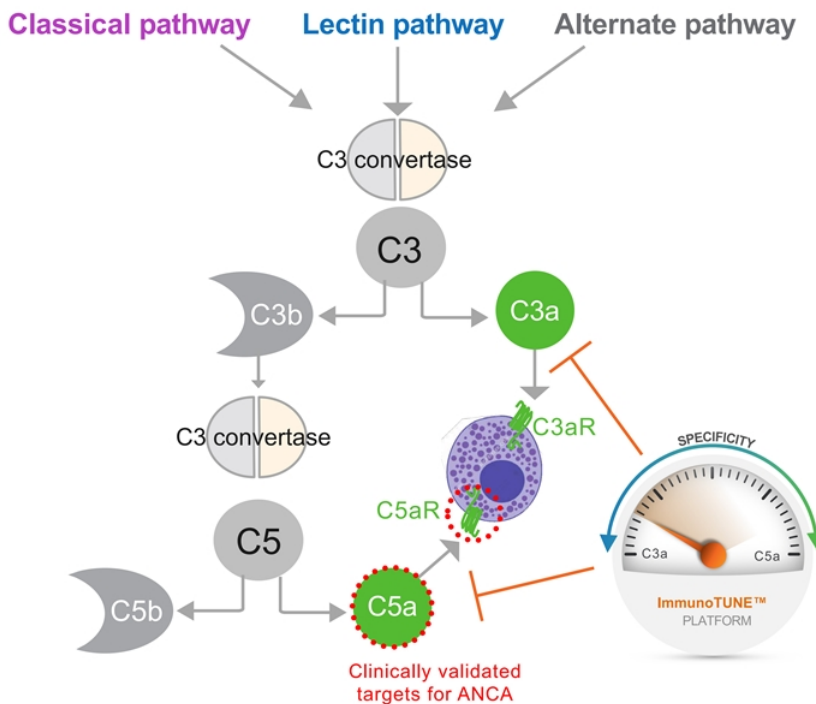 Classical pathway
Lectin pathway
Alternate pathway
C3 convertase
C3
C3b
C3a
C3 convertase
C3aR
SPECIFICITY
C5aR
C5
C3a
C5a
C5b
C5a
ImmunoTUNE™
PLATFORM
Clinically validated
targets for ANCA